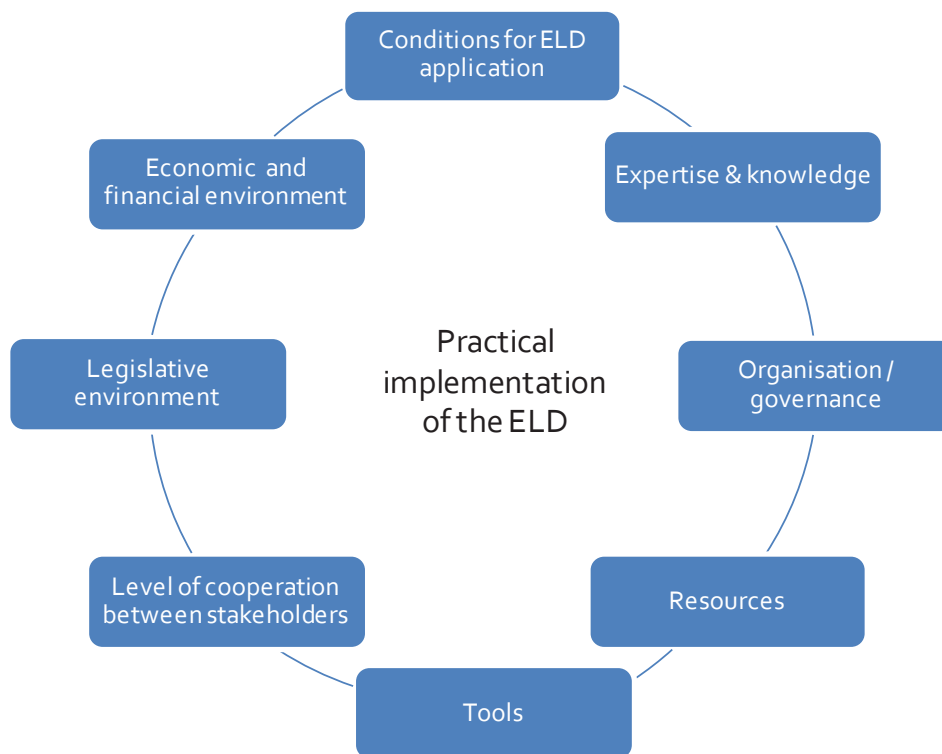 Conditions for ELD
application
Expertise & knowledge
Organisation /
governance
Resources
Tools
Level of cooperation
between stakeholders
Legislative
environment
Economic and
financial environment
Practical
implementation
of the ELD